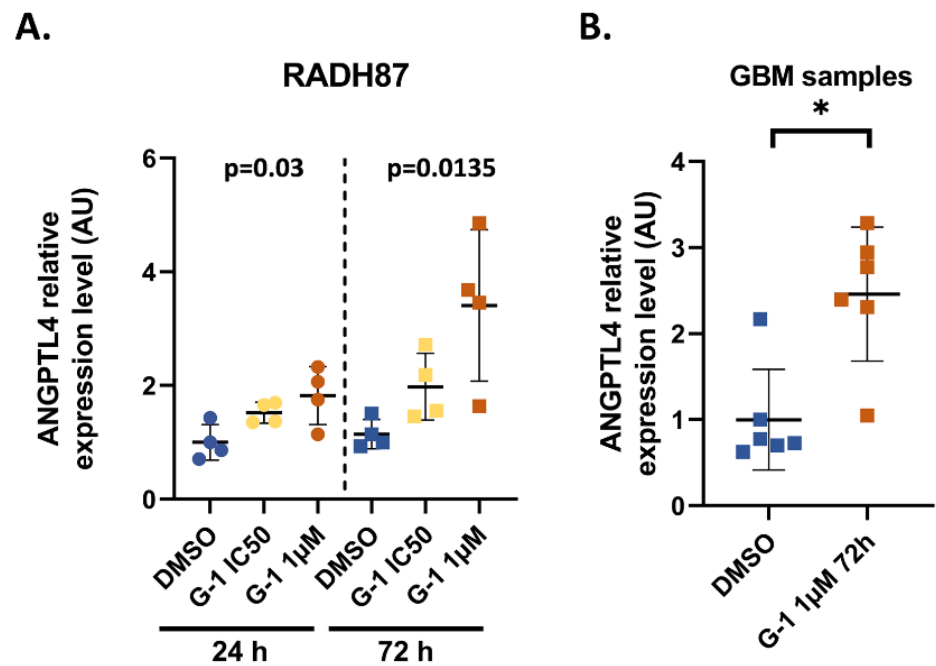 A.
RADH87
ANGPTL4 relative
expression level (AU)
6
4
2
0
p=0.03
p=0.0135
DMSO
G-1 IC50
G-1 1µM
DMSO
G-1 IC50
G-1 1µM
24 h
72 h
B.
GBM samples
*
ANGPTL4 relative
expression level (AU)
4
3
2
1
0
DMSO
G-1 1µM 72h